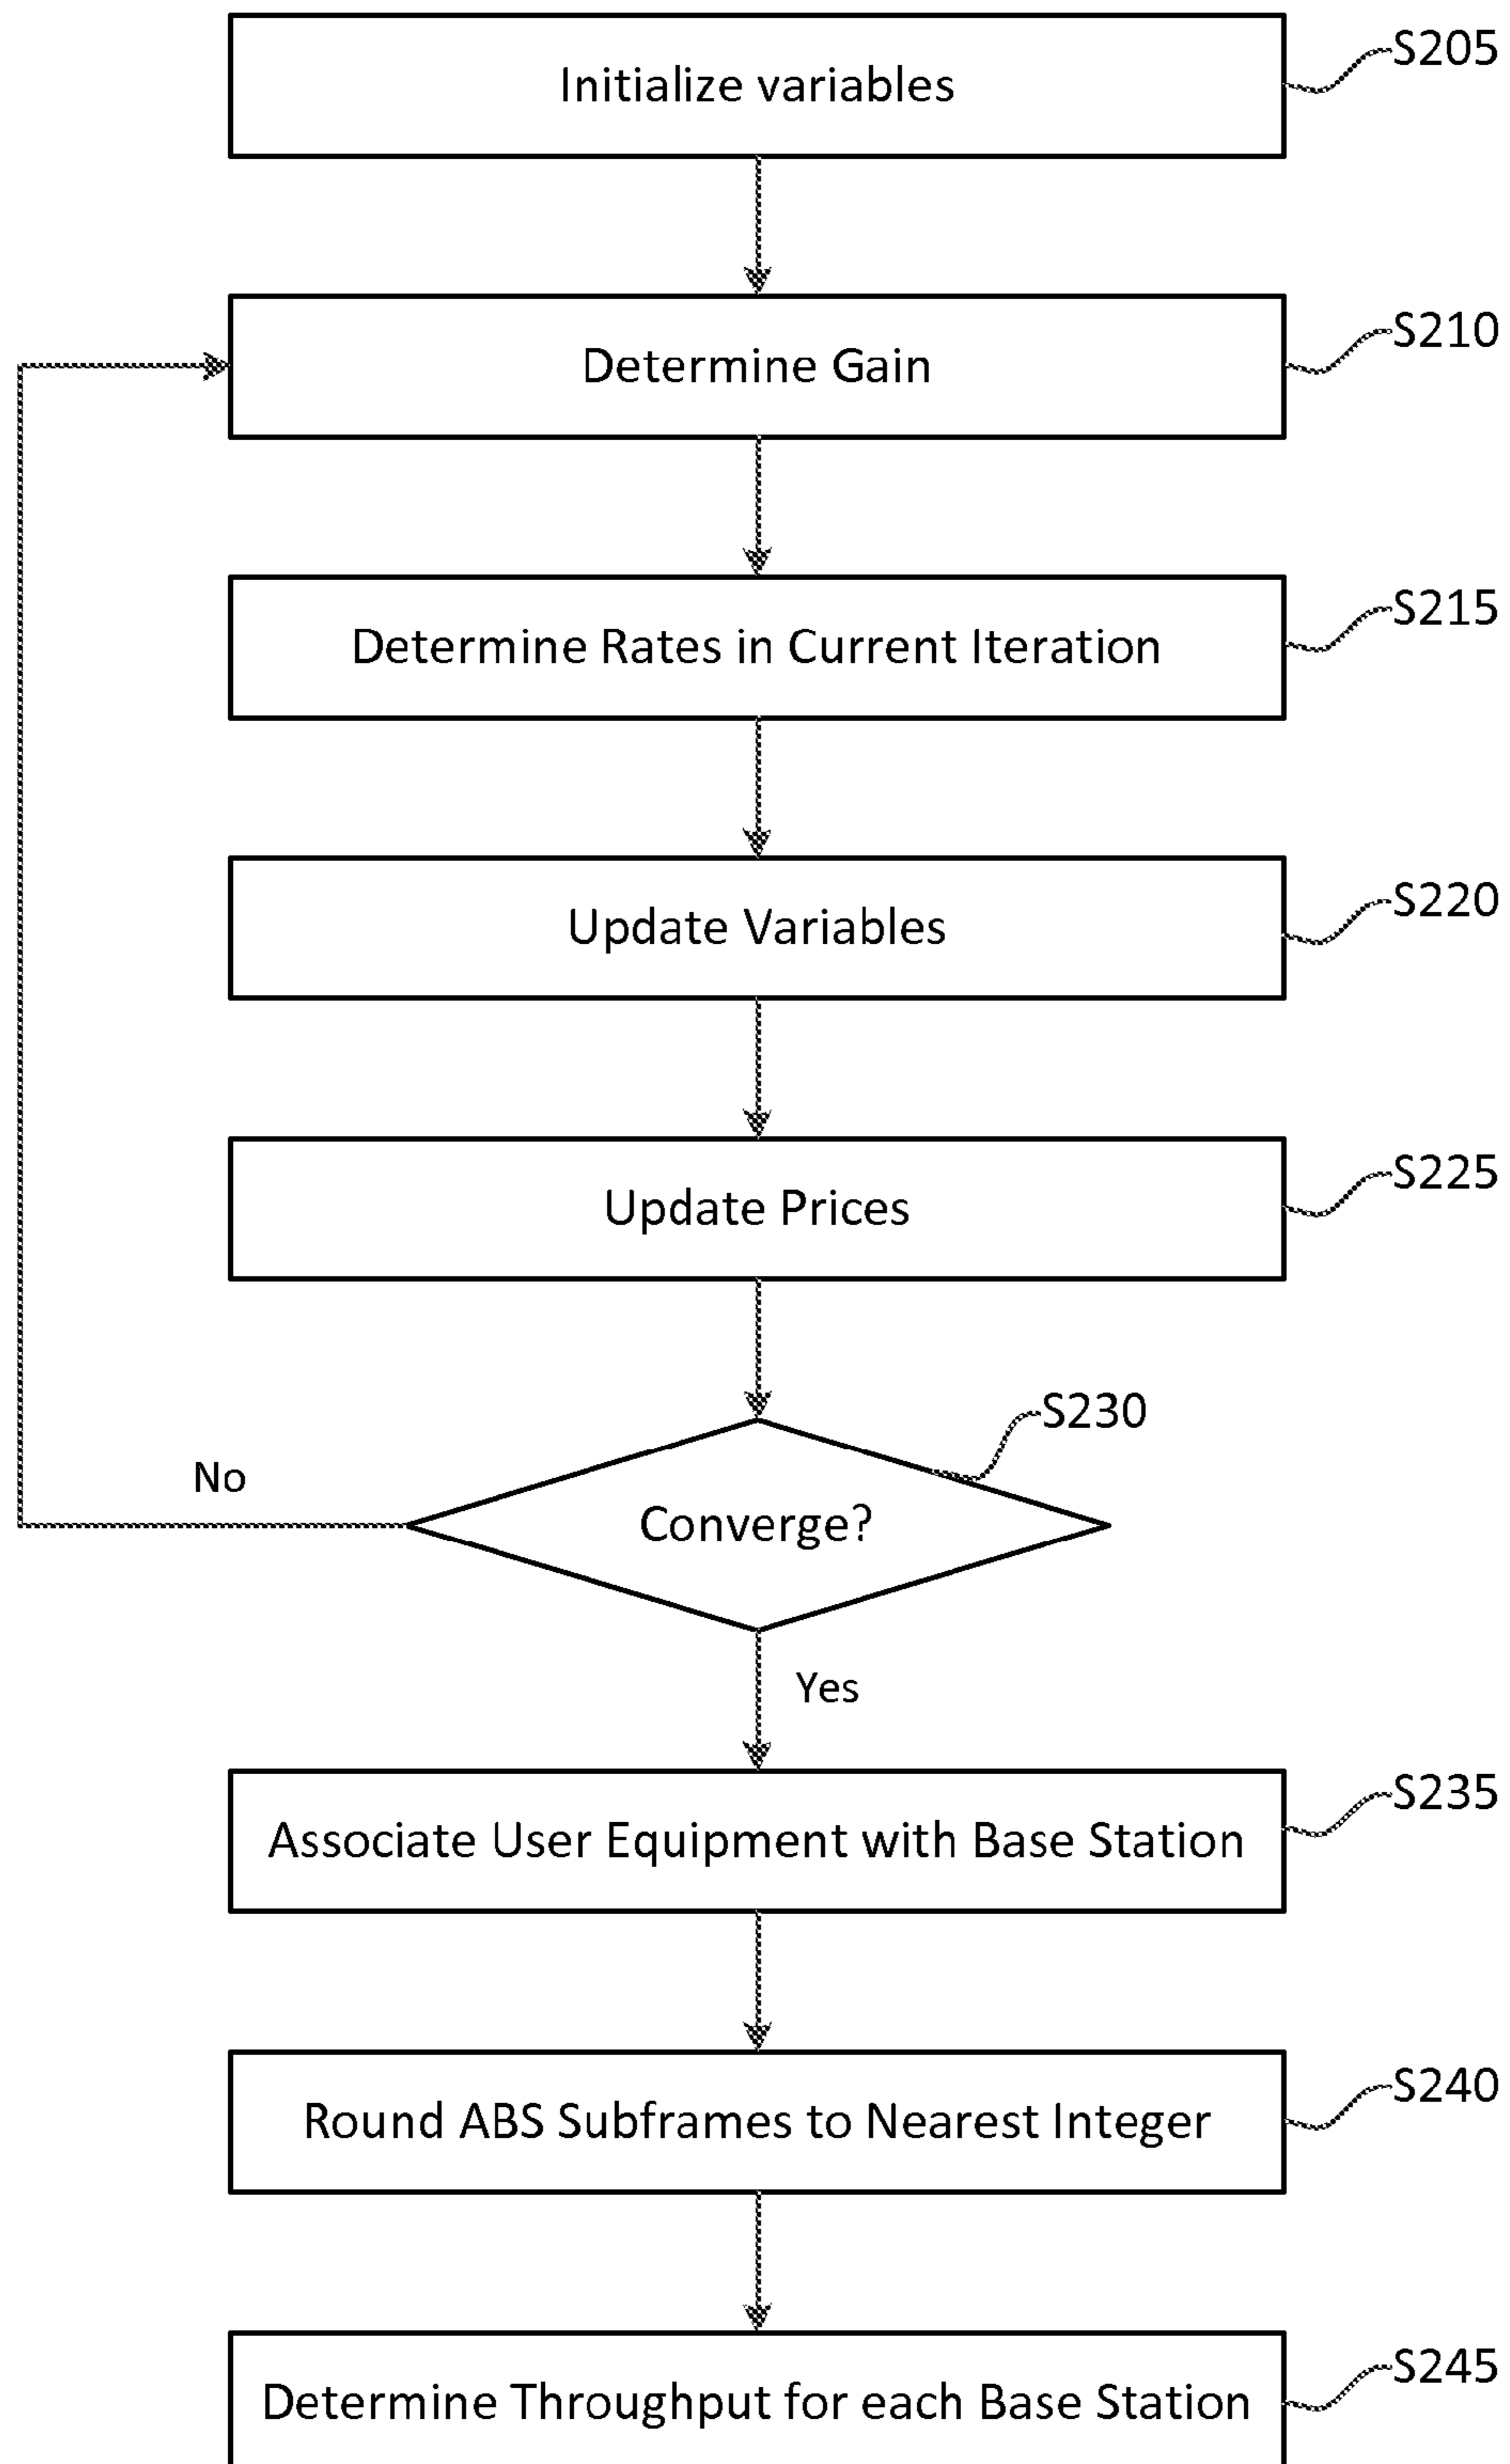 Initialize variables
S205
Determine Gain
S210
Determine Rates in Current Iteration
S215
Update Variables
S220
Update Prices
S225
S230
Converge?
No
Yes
Associate User Equipment with Base Station
S235
Round ABS Subframes to Nearest Integer
S240
Determine Throughput for each Base Station
S245